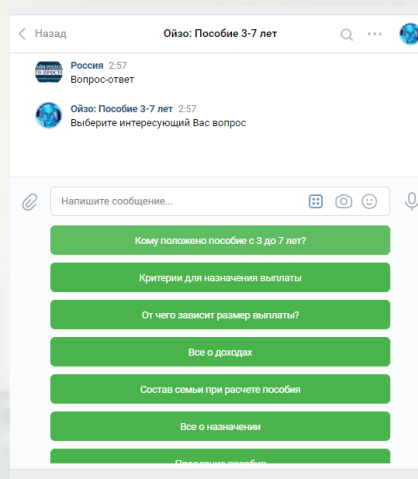 Назад
Ойзо: Пособие 3-7 лет
Россия 2:57
Вопрос-ответ
Ойзо: Пособие 3-7 лет 2:57
Выберите интересующий Вас вопрос
Напишите сообщение...
Кому положено пособие с 3 до 7 лет?
Критерии для назначения выплаты
От чего зависит размер выплаты?
Все о доходах
Состав семьи при расчете пособия
Все о назначении